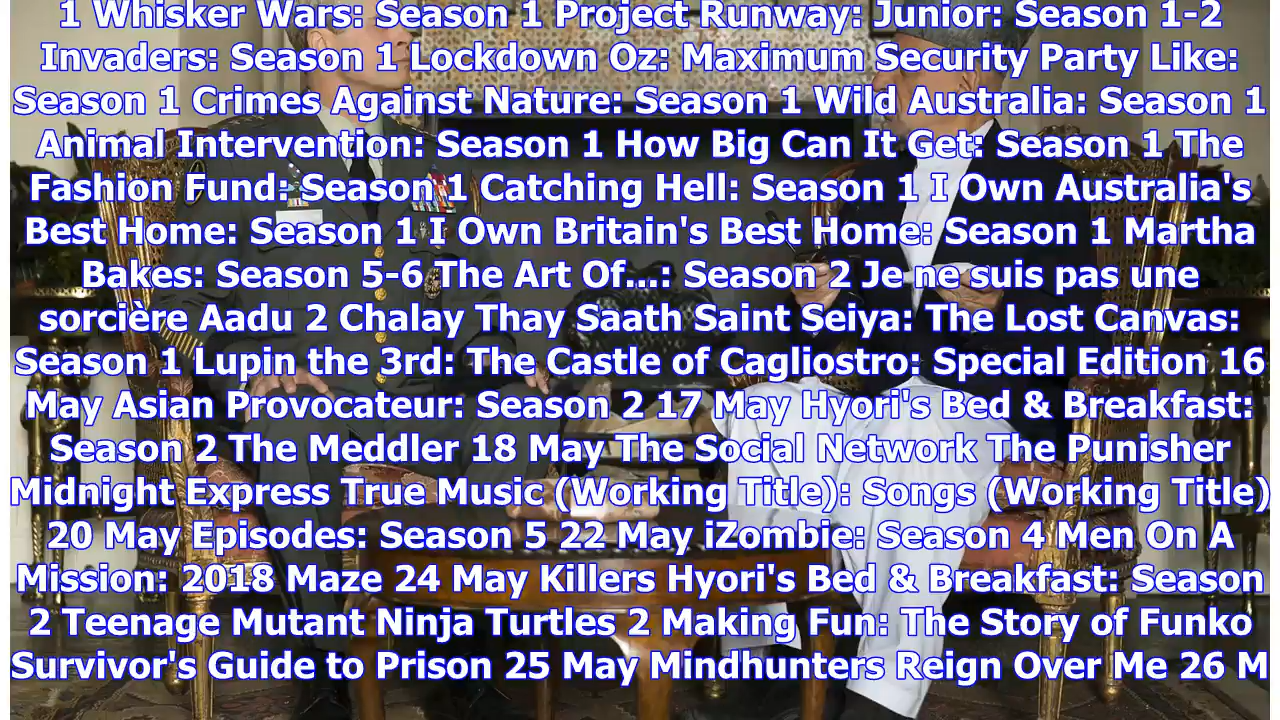 1 Whisker Wars: Season 1 Project Runway: Junior: Season 1-2
Invaders: Season 1 Lockdown Oz: Maximum Security Party Like:
Season 1 Crimes Against Nature: Season 1 Wild Australia: Season 1
Animal Intervention: Season 1 How Big Can It Get: Season 1 The
Fashion Fund: Season 1 Catching Hell: Season 1 I Own Australia's
Best Home: Season 1 I Own Britain's Best Home: Season 1 Martha
Bakes: Season 5-6 The Art Of...: Season 2 Je ne suis pas une
sorcière Aadu 2 Chalay Thay Saath Saint Seiya: The Lost Canvas:
Season 1 Lupin the 3rd: The Castle of Cagliostro: Special Edition 16
May Asian Provocateur: Season 2 17 May Hyori's Bed & Breakfast:
Season 2 The Meddler 18 May The Social Network The Punisher
Midnight Express True Music (Working Title): Songs (Working Title)
20 May Episodes: Season 5 22 May iZombie: Season 4 Men On A
Mission: 2018 Maze 24 May Killers Hyori's Bed & Breakfast: Season
2 Teenage Mutant Ninja Turtles 2 Making Fun: The Story of Funko
Survivor's Guide to Prison 25 May Mindhunters Reign Over Me 26 M